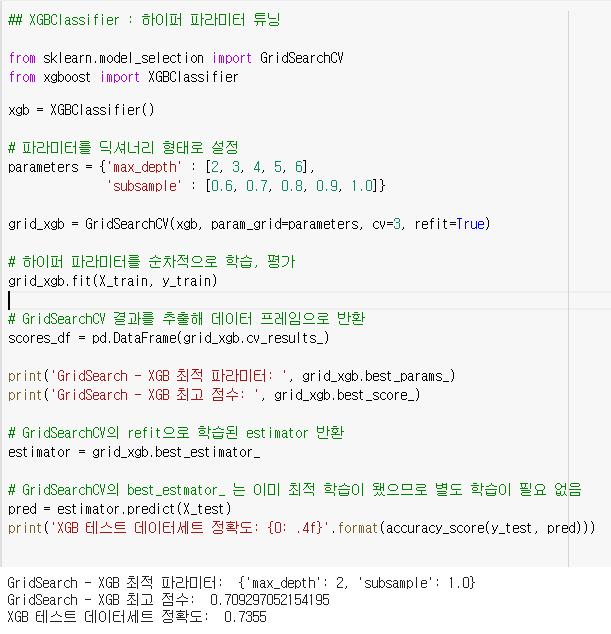 ## XGBClassifier : 하이퍼 파라미터 튜닝
from sklearn.model_selection import GridSearchCV
from xgboost import XGBClassifier
xgb = XGBClassifier()
# 파라미터를 딕셔너리 형태로 설정
parameters = {'max_depth' : [2, 3, 4, 5, 6],
'subsample' : [0.6, 0.7, 0.8, 0.9, 1.0]}
grid_xgb = GridSearchCV(xgb, param_grid=parameters, cv=3, refit=True)
# 하이퍼 파라미터를 순차적으로 학습, 평가
grid_xgb.fit(X_train, y_train)
# GridSearchCV 결과를 추출해 데이터 프레임으로 반환
scores_df = pd.DataFrame(grid_xgb.cv_results_)
print('GridSearch - XGB 최적 파라미터: ', grid_xgb.best_params_)
print('GridSearch - XGB 최고 점수: ', grid_xgb.best_score_)
# GridSearchCV의 refit으로 학습된 estimator 반환
estimator = grid_xgb.best_estimator_
# GridSearchCV의 best_estmator_ 는 이미 최적 학습이 됐으므로 별도 학습이 필요 없음
pred = estimator.predict(X_test)
print('XGB 테스트 데이터세트 정확도: {0: .4f}'.format(accuracy_score(y_test, pred)))
GridSearch - XGB 최적 파라미터:  {'max_depth': 2, 'subsample': 1.0}
GridSearch - XGB 최고 점수:  0.709297052154195
XGB 테스트 데이터세트 정확도:  0.7355